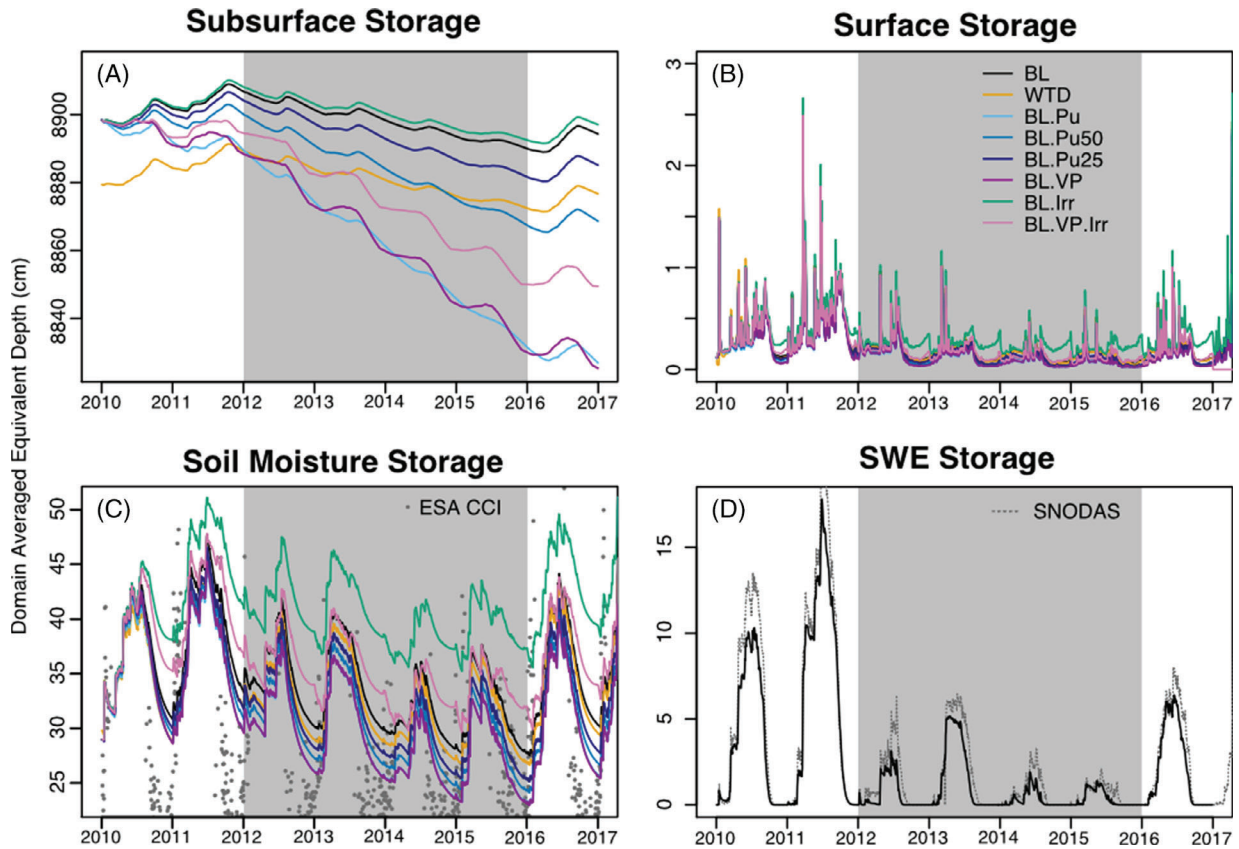 Subsurface Storage
Surface Storage
Domain Averaged Equivalent Depth (cm)
(A)
8900
8880
8860
8840
2010 2011 2012 2013 2014 2015 2016 2017
(B)
3
2
1
0
BL
WTD
BL.Pu
BL.Pu50
BL.Pu25
BL.VP
BL.Irr
BL.VP.Irr
2010 2011 2012 2013 2014 2015 2016 2017
Soil Moisture Storage
SWE Storage
(C)
ESA CCI
50
45
40
35
30
25
2010 2011 2012 2013 2014 2015 2016 2017
(D)
SNODAS
15
10
5
0
2010 2011 2012 2013 2014 2015 2016 2017